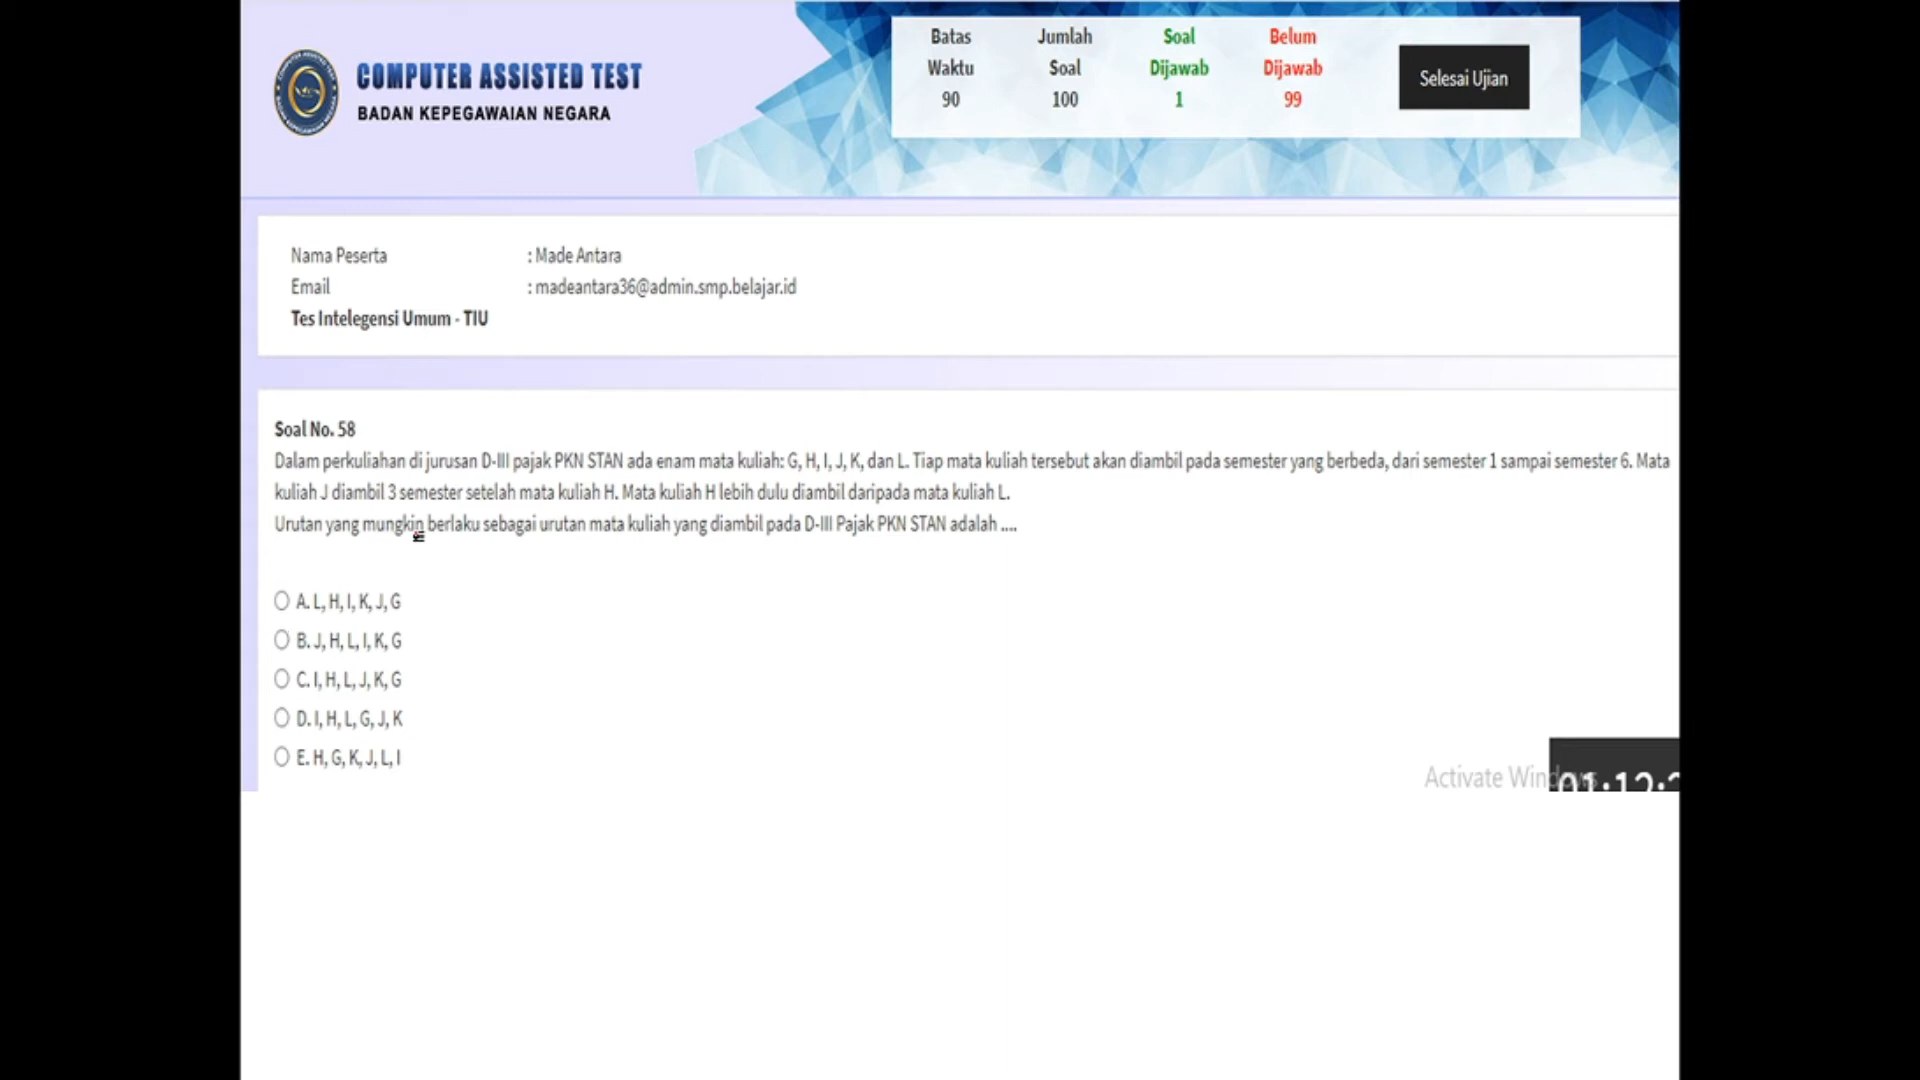 COMPUTER ASSISTED TEST
BADAN KEPEGAWAIAN NEGARA
Batas Waktu 90
Jumlah Soal 100
Soal Dijawab 1
Belum Dijawab 99
Selesai Ujian
Nama Peserta : Made Antara
Email : madeantara36@admin.smp.belajar.id
Tes Intelegensi Umum - TIU
Soal No. 58
Dalam perkuliahan di jurusan D-III pajak PKN STAN ada enam mata kuliah: G, H, I, J, K, dan L. Tiap mata kuliah tersebut akan diambil pada semester yang berbeda, dari semester 1 sampai semester 6. Mata
kuliah J diambil 3 semester setelah mata kuliah H. Mata kuliah H lebih dulu diambil daripada mata kuliah L.
Urutan yang mungkin berlaku sebagai urutan mata kuliah yang diambil pada D-III Pajak PKN STAN adalah ....
A. L, H, I, K, J, G
B. J, H, L, I, K, G
C. I, H, L, J, K, G
D. I, H, L, G, J, K
E. H, G, K, J, L, I
Activate Windows